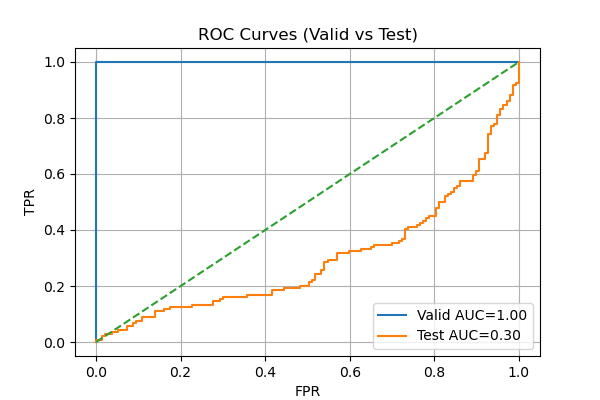 ROC Curves (Valid vs Test)
TPR
1.0
0.8
0.6
0.4
0.2
0.0
0.0 0.2 0.4 0.6 0.8 1.0
FPR
Valid AUC=1.00
Test AUC=0.30